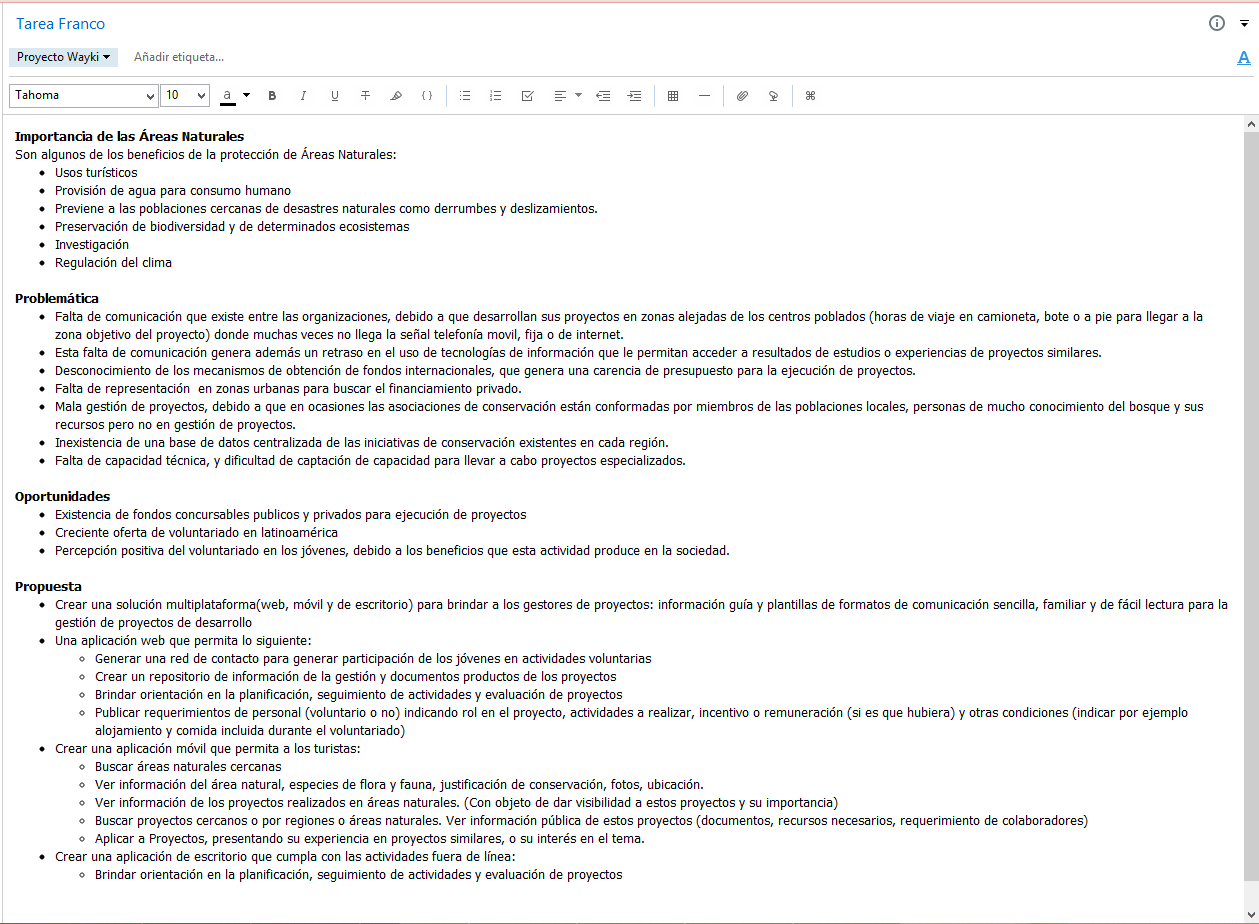 Tarea Franco
Proyecto Wayki Añadir etiqueta...
Tahoma 10 a B I U T { }
Importancia de las Áreas Naturales
Son algunos de los beneficios de la protección de Áreas Naturales:
Usos turísticos
Provisión de agua para consumo humano
Previene a las poblaciones cercanas de desastres naturales como derrumbes y deslizamientos.
Preservación de biodiversidad y de determinados ecosistemas
Investigación
Regulación del clima
Problemática
Falta de comunicación que existe entre las organizaciones, debido a que desarrollan sus proyectos en zonas alejadas de los centros poblados (horas de viaje en camioneta, bote o a pie para llegar a la
zona objetivo del proyecto) donde muchas veces no llega la señal telefonía movil, fija o de internet.
Esta falta de comunicación genera además un retraso en el uso de tecnologías de información que le permitan acceder a resultados de estudios o experiencias de proyectos similares.
Desconocimiento de los mecanismos de obtención de fondos internacionales, que genera una carencia de presupuesto para la ejecución de proyectos.
Falta de representación  en zonas urbanas para buscar el financiamiento privado.
Mala gestión de proyectos, debido a que en ocasiones las asociaciones de conservación están conformadas por miembros de las poblaciones locales, personas de mucho conocimiento del bosque y sus
recursos pero no en gestión de proyectos.
Inexistencia de una base de datos centralizada de las iniciativas de conservación existentes en cada región.
Falta de capacidad técnica, y dificultad de captación de capacidad para llevar a cabo proyectos especializados.
Oportunidades
Existencia de fondos concursables publicos y privados para ejecución de proyectos
Creciente oferta de voluntariado en latinoamérica
Percepción positiva del voluntariado en los jóvenes, debido a los beneficios que esta actividad produce en la sociedad.
Propuesta
Crear una solución multiplataforma(web, móvil y de escritorio) para brindar a los gestores de proyectos: información guía y plantillas de formatos de comunicación sencilla, familiar y de fácil lectura para la
gestión de proyectos de desarrollo
Una aplicación web que permita lo siguiente:
Generar una red de contacto para generar participación de los jóvenes en actividades voluntarias
Crear un repositorio de información de la gestión y documentos productos de los proyectos
Brindar orientación en la planificación, seguimiento de actividades y evaluación de proyectos
Publicar requerimientos de personal (voluntario o no) indicando rol en el proyecto, actividades a realizar, incentivo o remuneración (si es que hubiera) y otras condiciones (indicar por ejemplo
alojamiento y comida incluida durante el voluntariado)
Crear una aplicación móvil que permita a los turistas:
Buscar áreas naturales cercanas
Ver información del área natural, especies de flora y fauna, justificación de conservación, fotos, ubicación.
Ver información de los proyectos realizados en áreas naturales. (Con objeto de dar visibilidad a estos proyectos y su importancia)
Buscar proyectos cercanos o por regiones o áreas naturales. Ver información pública de estos proyectos (documentos, recursos necesarios, requerimiento de colaboradores)
Aplicar a Proyectos, presentando su experiencia en proyectos similares, o su interés en el tema.
Crear una aplicación de escritorio que cumpla con las actividades fuera de línea:
Brindar orientación en la planificación, seguimiento de actividades y evaluación de proyectos